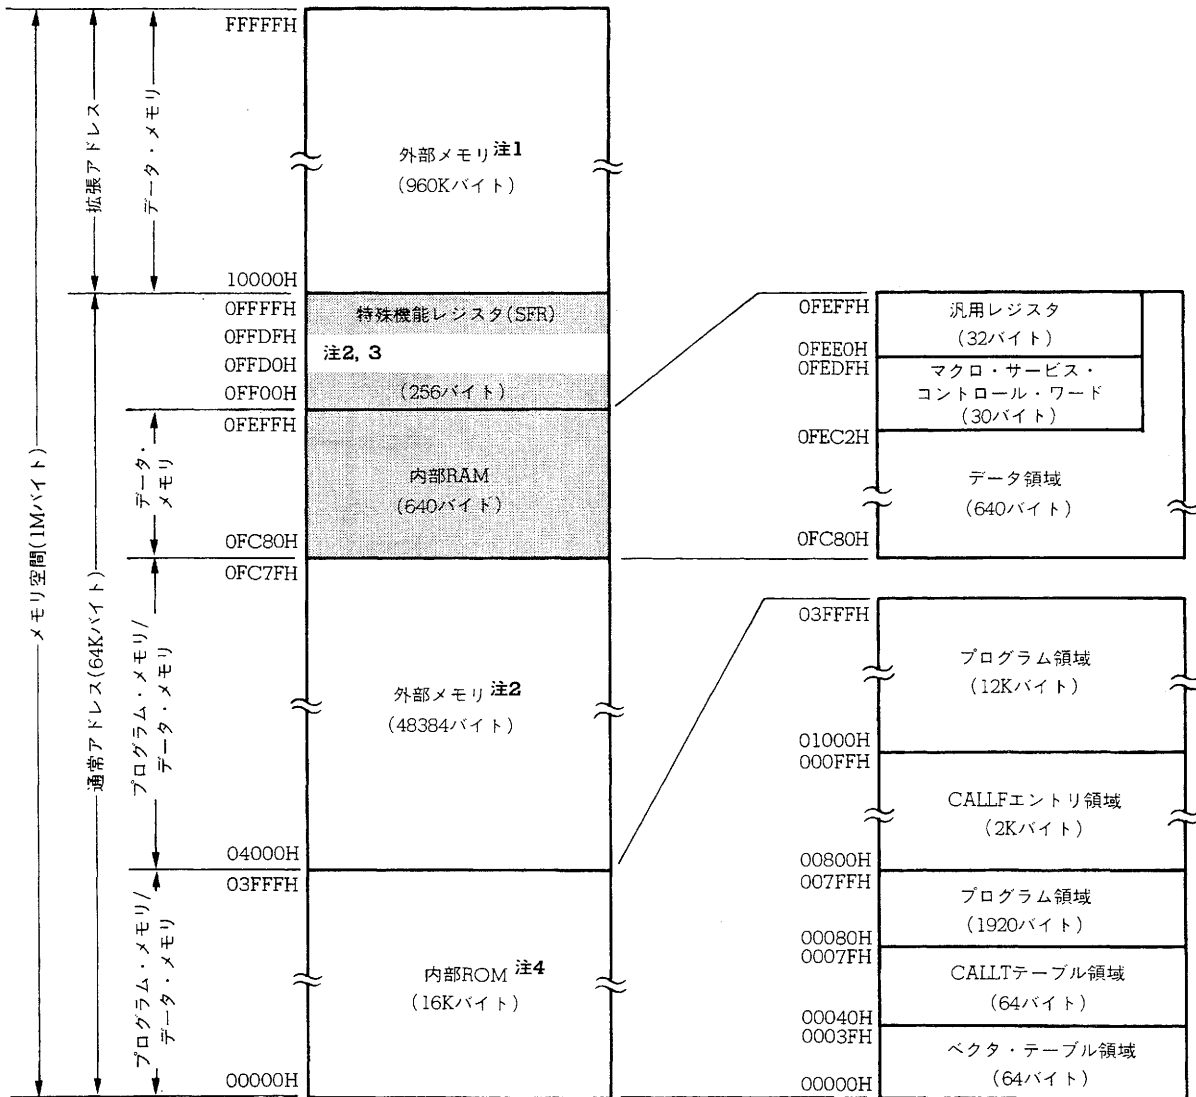 メモリ空間(1Mバイト)
拡張アドレス
通常アドレス(64Kバイト)
データ・メモリ
データ・
メモリ
プログラム・メモリ/
データ・メモリ
プログラム・メモリ/
データ・メモリ
FFFFFH
外部メモリ注1
(960Kバイト)
10000H
0FFFFH
特殊機能レジスタ(SFR)
0FFDFH
注2, 3
0FFD0H
0FF00H
(256バイト)
0FEFFH
内部RAM
(640バイト)
0FC80H
0FC7FH
外部メモリ注2
(48384バイト)
04000H
03FFFH
内部ROM注4
(16Kバイト)
00000H
0FEFFH
汎用レジスタ
(32バイト)
0FEE0H
0FEDFH
マクロ・サービス・
コントロール・ワード
(30バイト)
0FEC2H
データ領域
(640バイト)
0FC80H
03FFFH
プログラム領域
(12Kバイト)
01000H
000FFH
CALLFエントリ領域
(2Kバイト)
00800H
007FFH
プログラム領域
(1920バイト)
00080H
0007FH
CALLTテーブル領域
(64バイト)
00040H
0003FH
ベクタ・テーブル領域
(64バイト)
00000H